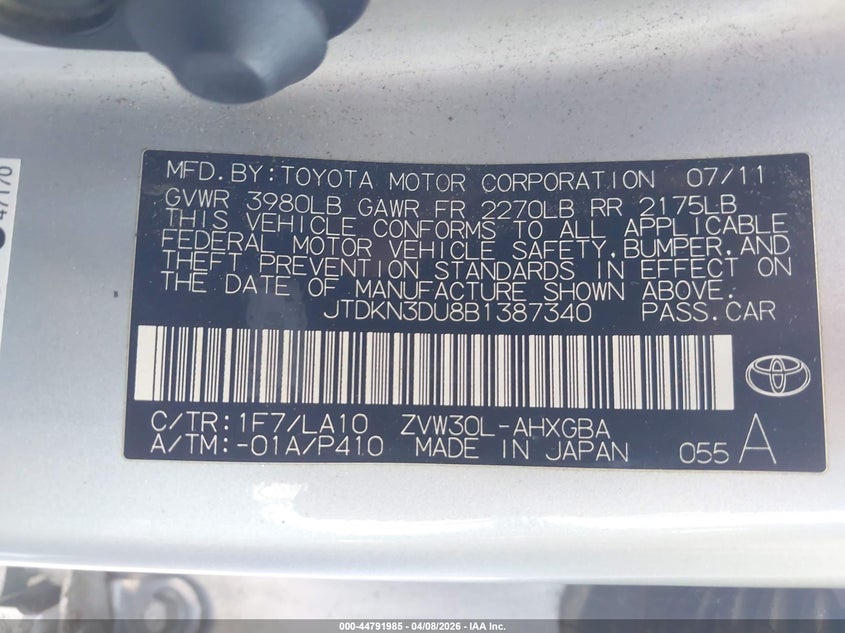 47170
MFD.BY:TOYOTA MOTOR CORPORATION 07/11
GVWR 3980LB GAWR FR 2270LB RR 2175LB
THIS VEHICLE CONFORMS TO ALL APPLICABLE
FEDERAL MOTOR VEHICLE SAFETY,BUMPER,AND
THEFT PREVENTION STANDARDS IN EFFECT ON
THE DATE OF MANUFACTURE SHOWN ABOVE.
JTDKN3DU8B1387340 PASS.CAR
C/TR:1F7/LA10 ZVW30L-AHXGBA
A/TM:-01A/P410 MADE IN JAPAN 055 A
000-44791985 | 04/08/2026 | IAA Inc.